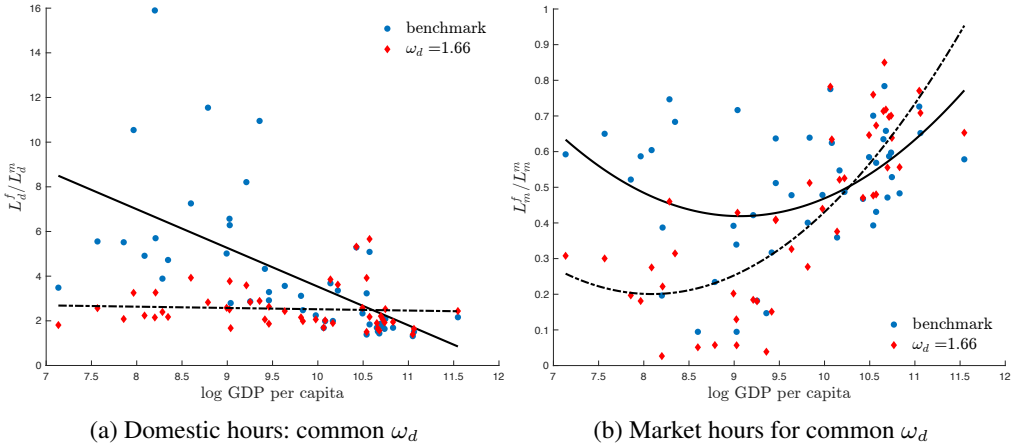 16
14
12
10
8
6
4
2
0
L_d^f/L_d^m
benchmark
ω_d =1.66
7 7.5 8 8.5 9 9.5 10 10.5 11 11.5 12
log GDP per capita
(a) Domestic hours: common ω_d
1
0.9
0.8
0.7
0.6
0.5
0.4
0.3
0.2
0.1
0
L_m^f/L_m^m
benchmark
ω_d =1.66
7 7.5 8 8.5 9 9.5 10 10.5 11 11.5 12
log GDP per capita
(b) Market hours for common ω_d